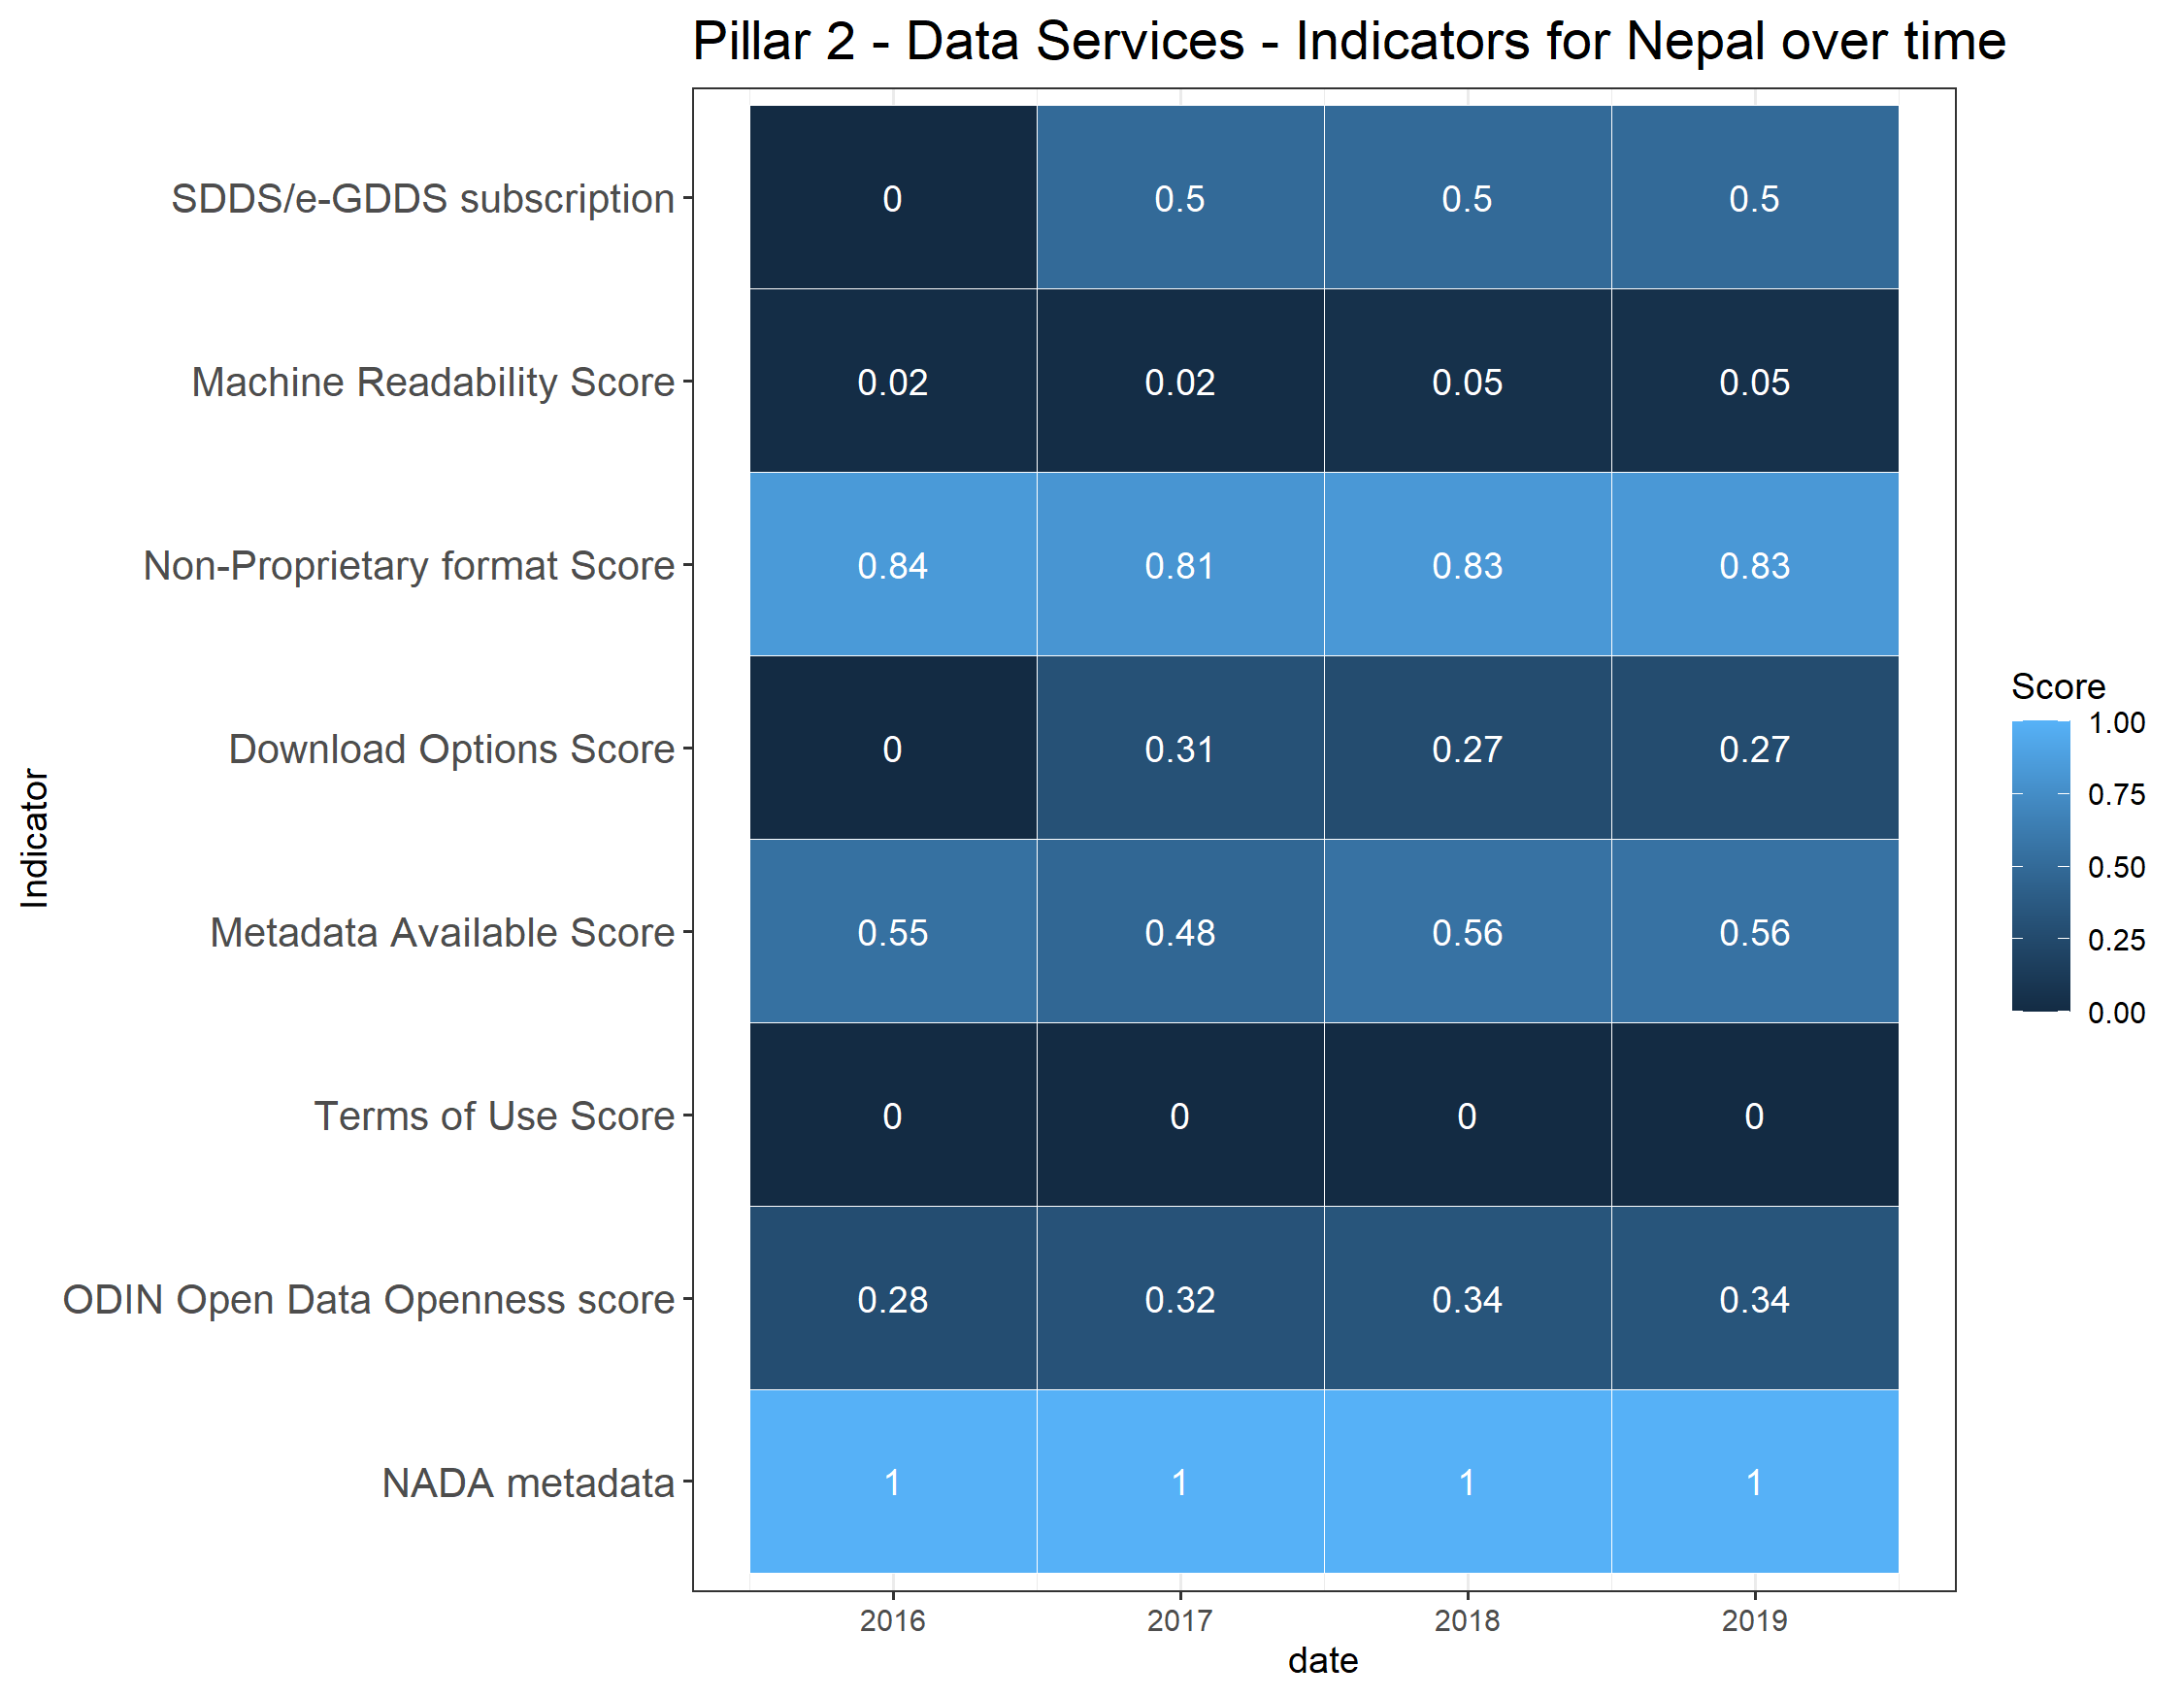 Pillar 2 - Data Services - Indicators for Nepal over time
SDDS/e-GDDS subscription 0 0.5 0.5 0.5
Machine Readability Score 0.02 0.02 0.05 0.05
Non-Proprietary format Score 0.84 0.81 0.83 0.83
Download Options Score 0 0.31 0.27 0.27
Metadata Available Score 0.55 0.48 0.56 0.56
Terms of Use Score 0 0 0 0
ODIN Open Data Openness score 0.28 0.32 0.34 0.34
NADA metadata 1 1 1 1
2016 2017 2018 2019
date
Indicator
Score
1.00
0.75
0.50
0.25
0.00